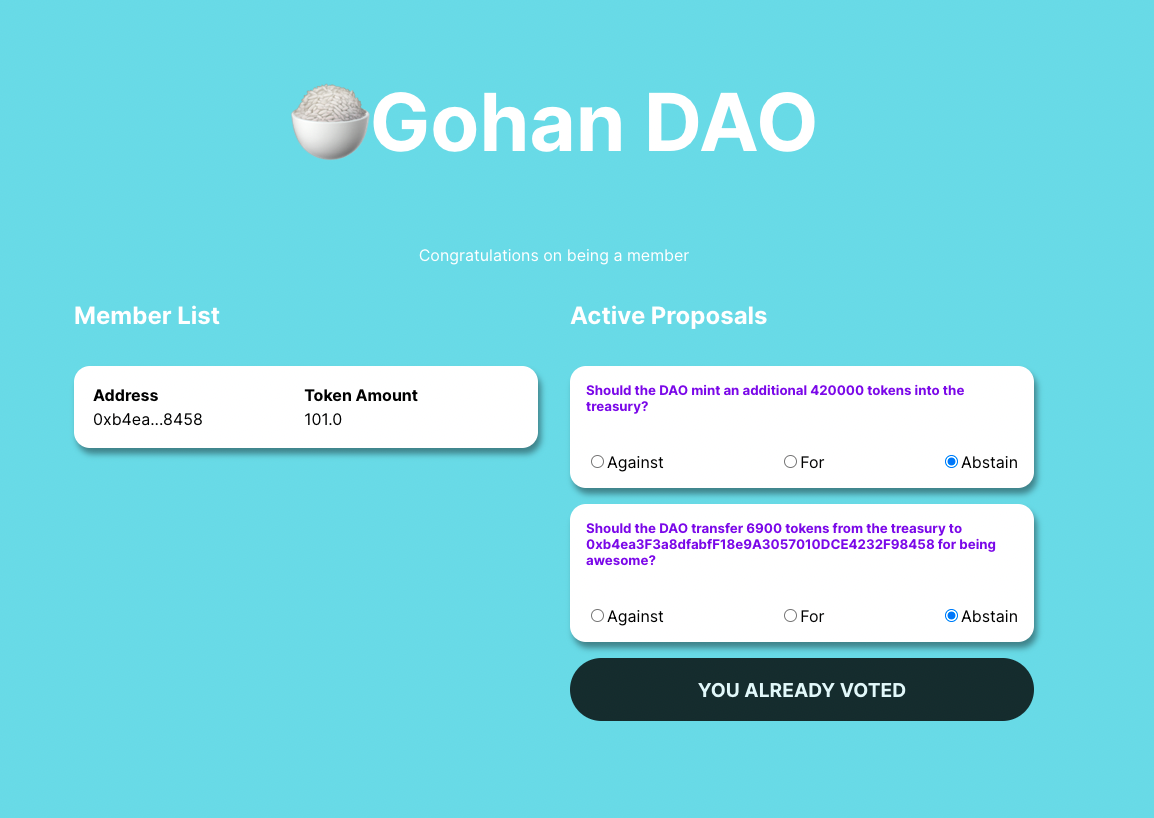 Gohan DAO
Congratulations on being a member
Member List
Address Token Amount
0xb4ea...8458 101.0
Active Proposals
Should the DAO mint an additional 420000 tokens into the
treasury?
Against For Abstain
Should the DAO transfer 6900 tokens from the treasury to
0xb4ea3F3a8dfabfF18e9A3057010DCE4232F98458 for being
awesome?
Against For Abstain
YOU ALREADY VOTED